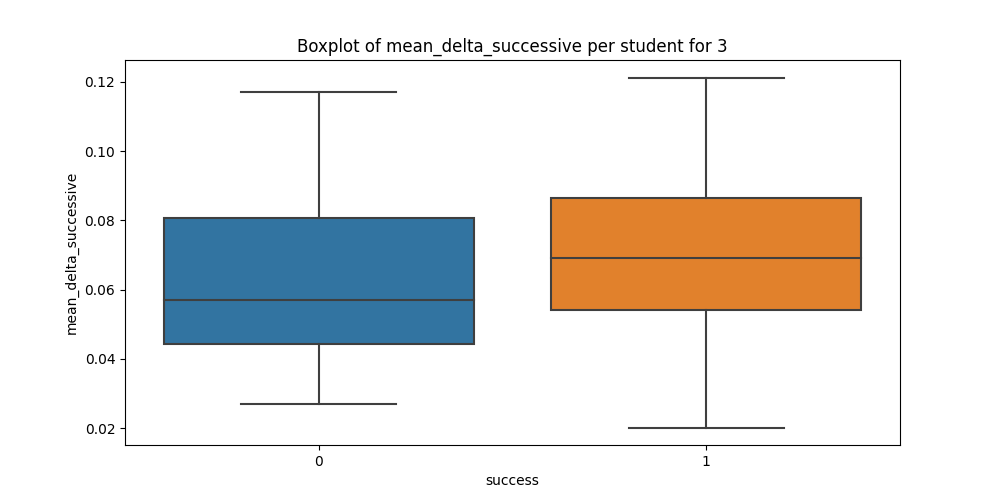 Boxplot of mean_delta_successive per student for 3
mean_delta_successive
0.12
0.10
0.08
0.06
0.04
0.02
0
1
success